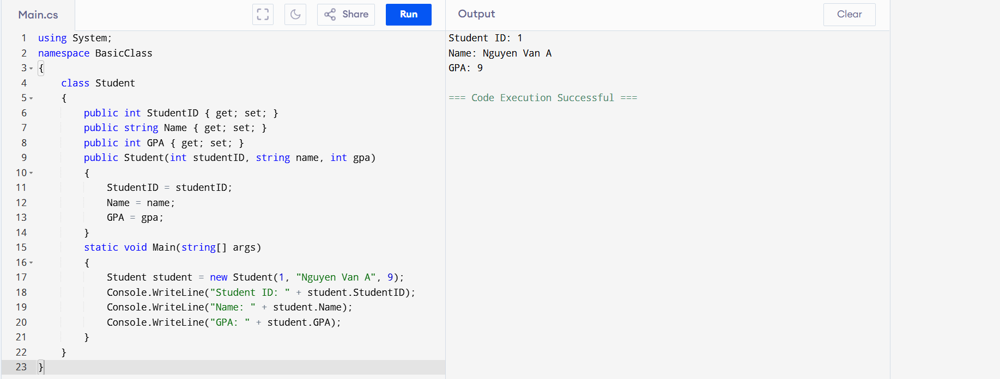 Main.cs
Share
Run
Output
Clear
1 using System;
2 namespace BasicClass
3 {
4     class Student
5     {
6         public int StudentID { get; set; }
7         public string Name { get; set; }
8         public int GPA { get; set; }
9         public Student(int studentID, string name, int gpa)
10         {
11             StudentID = studentID;
12             Name = name;
13             GPA = gpa;
14         }
15         static void Main(string[] args)
16         {
17             Student student = new Student(1, "Nguyen Van A", 9);
18             Console.WriteLine("Student ID: " + student.StudentID);
19             Console.WriteLine("Name: " + student.Name);
20             Console.WriteLine("GPA: " + student.GPA);
21         }
22     }
23 }
Student ID: 1
Name: Nguyen Van A
GPA: 9
=== Code Execution Successful ===